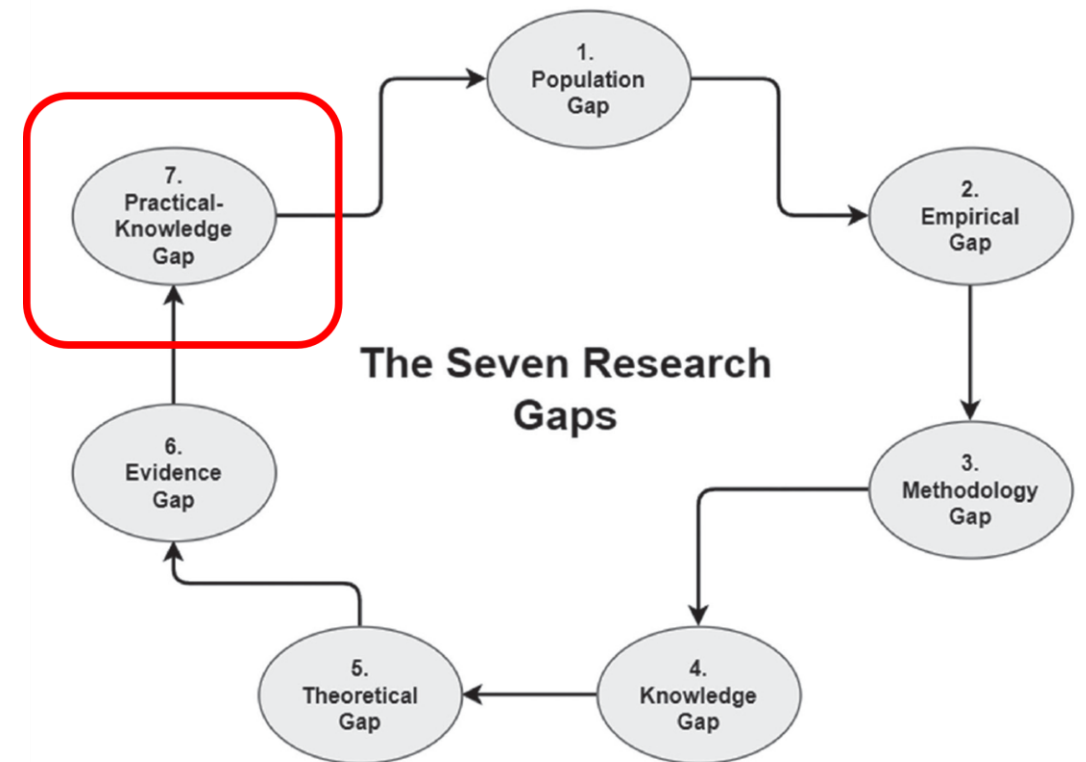 1.
Population
Gap
7.
Practical-
Knowledge
Gap
2.
Empirical
Gap
The Seven Research
Gaps
6.
Evidence
Gap
3.
Methodology
Gap
5.
Theoretical
Gap
4.
Knowledge
Gap